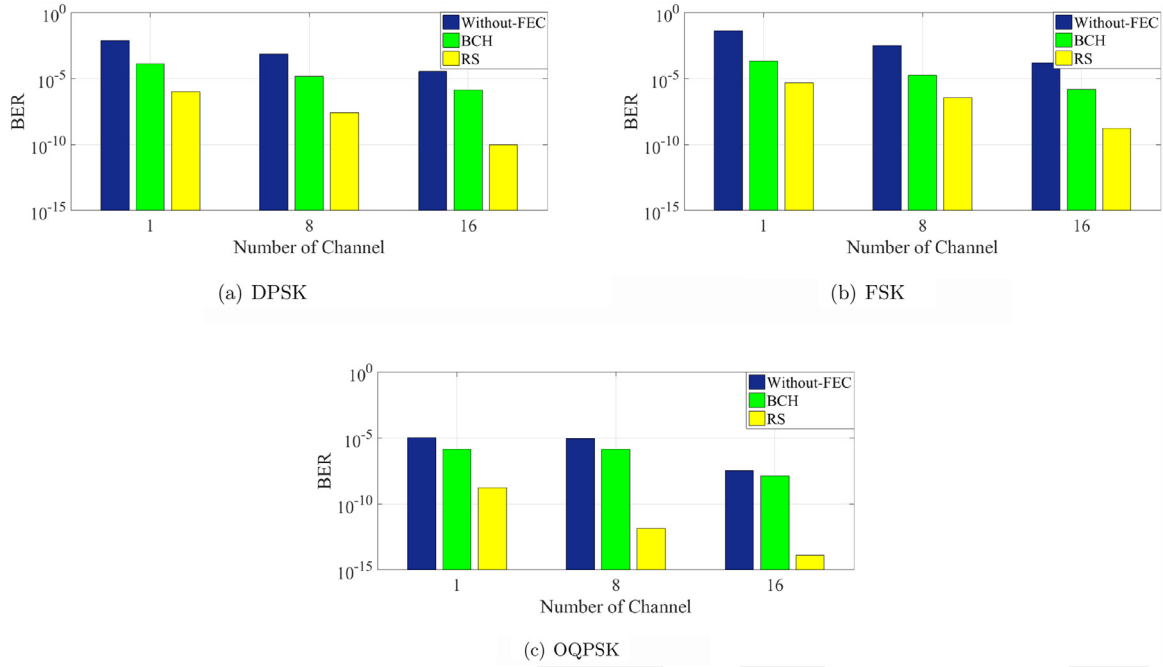 10^0
10^-5
10^-10
10^-15
BER
1
8
16
Number of Channel
Without-FEC
BCH
RS
(a) DPSK
10^0
10^-5
10^-10
10^-15
BER
1
8
16
Number of Channel
Without-FEC
BCH
RS
(b) FSK
10^0
10^-5
10^-10
10^-15
BER
1
8
16
Number of Channel
Without-FEC
BCH
RS
(c) OQPSK